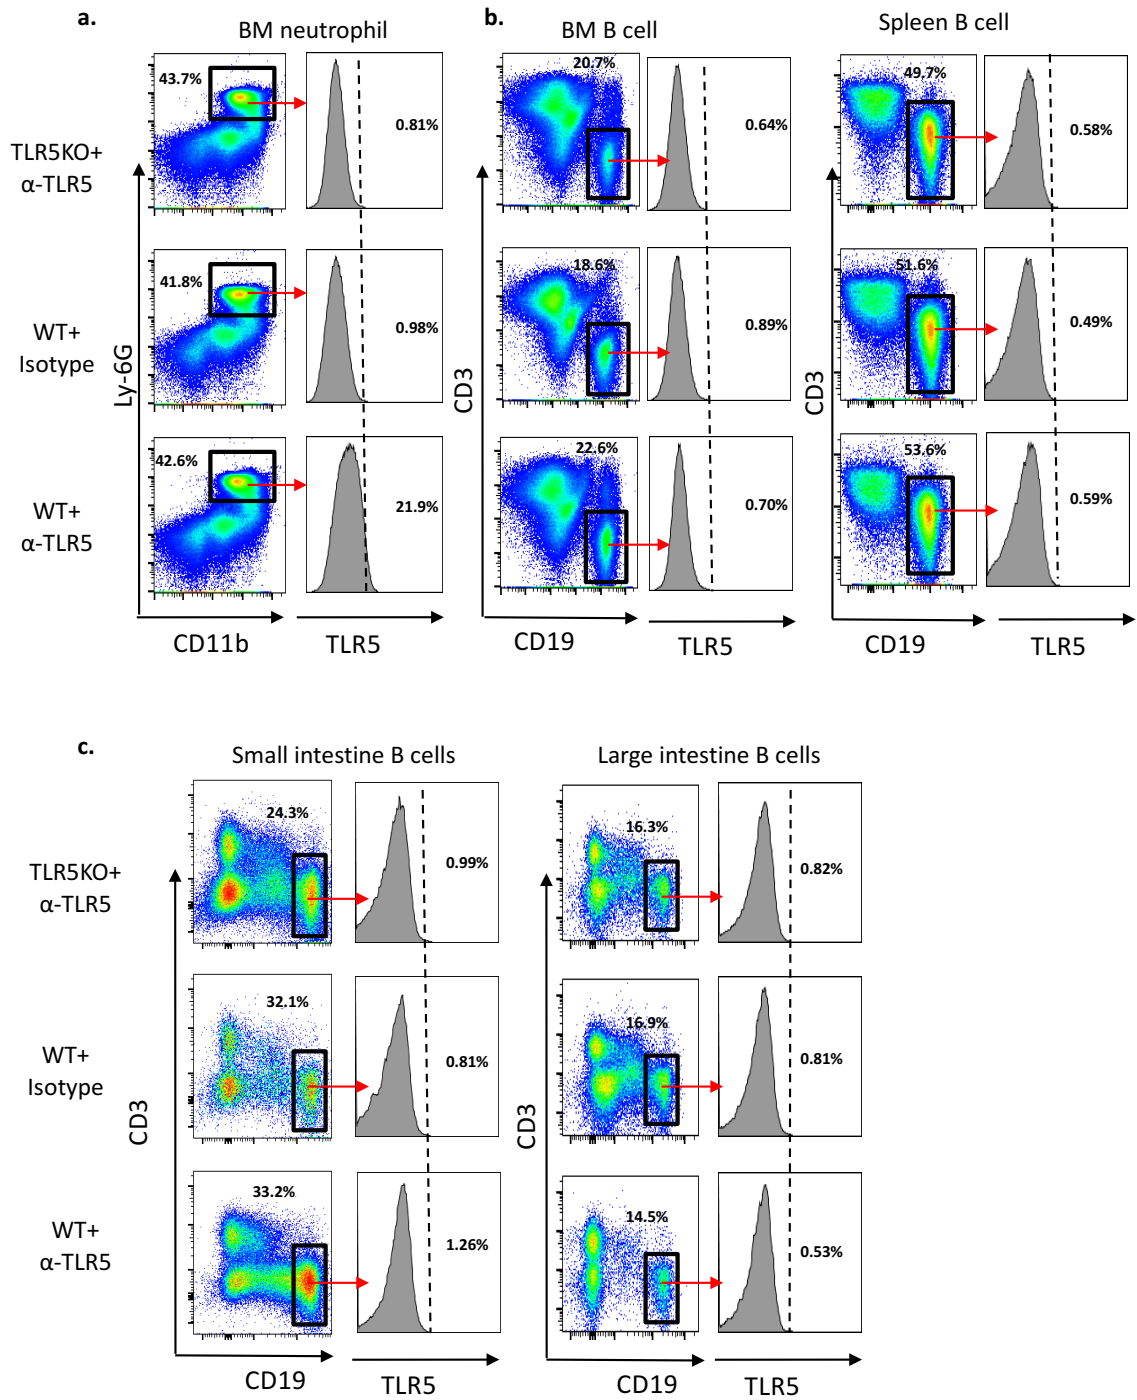 a.
BM neutrophil
b.
BM B cell
Spleen B cell
TLR5KO+
α-TLR5
43.7%
0.81%
20.7%
0.64%
49.7%
0.58%
WT+
Isotype
41.8%
0.98%
18.6%
0.89%
51.6%
0.49%
WT+
α-TLR5
42.6%
21.9%
22.6%
0.70%
53.6%
0.59%
Ly-6G
CD3
CD3
CD11b
TLR5
CD19
TLR5
CD19
TLR5
c.
Small intestine B cells
Large intestine B cells
TLR5KO+
α-TLR5
24.3%
0.99%
16.3%
0.82%
WT+
Isotype
32.1%
0.81%
16.9%
0.81%
WT+
α-TLR5
33.2%
1.26%
14.5%
0.53%
CD3
CD3
CD19
TLR5
CD19
TLR5